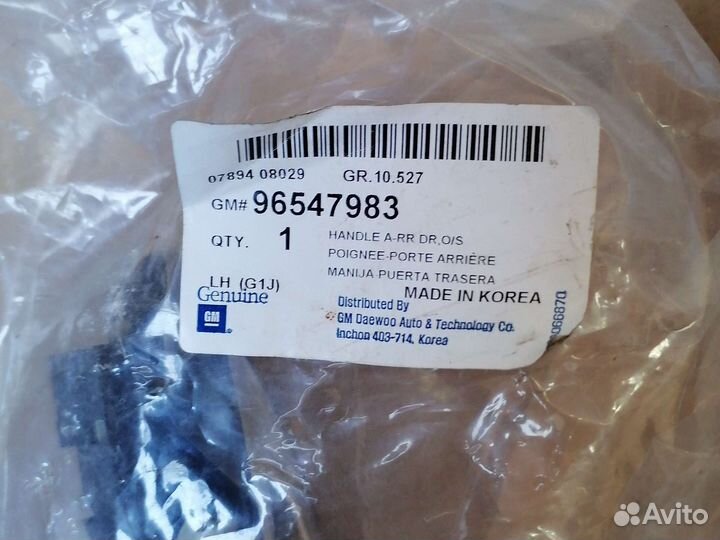 07894 08029 GR.10.527
GM# 96547983
QTY. 1 HANDLE A-RR DR,O/S
POIGNEE-PORTE ARRIÈRE
MANIJA-PUERTA TRASERA
LH (G1J) MADE IN KOREA
Genuine
GM
Distributed By
GM Daewoo Auto & Technology Co.
Inchon 403-714, Korea
Avito